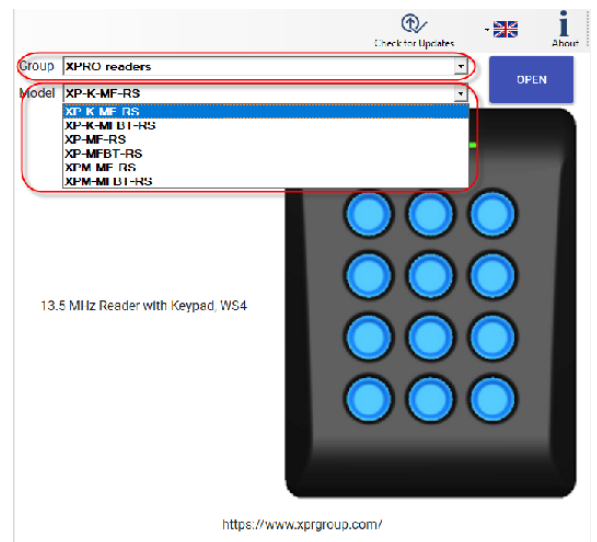 Check for Updates
About
Group XPRO readers
OPEN
Model XP-K-MF-RS
XP-K-MF-RS
XP-K-MFBT-RS
XP-MF-RS
XP-MFBT-RS
XPM-MF-RS
XPM-MFBT-RS
13.5 MHz Reader with Keypad, WS4
https://www.xprgroup.com/